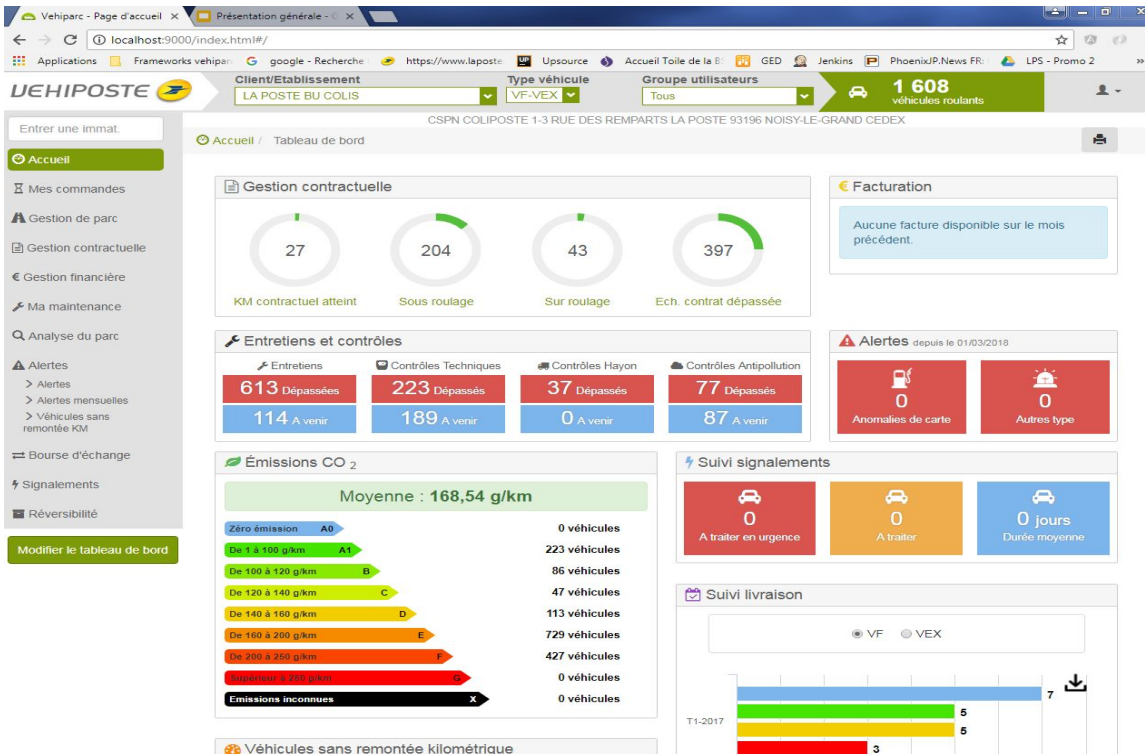 Vehiparc - Page d'accueil
Présentation générale -
localhost:9000/index.html#/
Applications
Frameworks vehipar
google - Recherche
https://www.laposte
Upsource
Accueil Toile de la B
GED
Jenkins
PhoenixJP.News FR:
LPS - Promo 2
VEHIPOSTE
Client/Etablissement
LA POSTE BU COLIS
Type véhicule
VF-VEX
Groupe utilisateurs
Tous
1 608
véhicules roulants
CSPN COLIPOSTE 1-3 RUE DES REMPARTS LA POSTE 93196 NOISY-LE-GRAND CEDEX
Entrer une immat.
Accueil
Mes commandes
Gestion de parc
Gestion contractuelle
€ Gestion financière
Ma maintenance
Analyse du parc
Alertes
> Alertes
> Alertes mensuelles
> Véhicules sans
remontée KM
Bourse d'échange
Signalements
Réversibilité
Modifier le tableau de bord
Accueil / Tableau de bord
Gestion contractuelle
27
KM contractuel atteint
204
Sous roulage
43
Sur roulage
397
Ech. contrat dépassée
€ Facturation
Aucune facture disponible sur le mois
précédent.
Entretiens et contrôles
Entretiens
613 Dépassées
114 A venir
Contrôles Techniques
223 Dépassés
189 A venir
Contrôles Hayon
37 Dépassés
0 A venir
Contrôles Antipollution
77 Dépassés
87 A venir
Alertes depuis le 01/03/2018
0
Anomalies de carte
0
Autres type
Émissions CO 2
Moyenne : 168,54 g/km
Zéro émission A0 0 véhicules
De 1 à 100 g/km A1 223 véhicules
De 100 à 120 g/km B 86 véhicules
De 120 à 140 g/km C 47 véhicules
De 140 à 160 g/km D 113 véhicules
De 160 à 200 g/km E 729 véhicules
De 200 à 250 g/km F 427 véhicules
Supérieur à 250 g/km G 0 véhicules
Emissions inconnues X 0 véhicules
Suivi signalements
0
A traiter en urgence
0
A traiter
0 jours
Durée moyenne
Suivi livraison
VF VEX
7
T1-2017
5
5
3
Véhicules sans remontée kilométrique